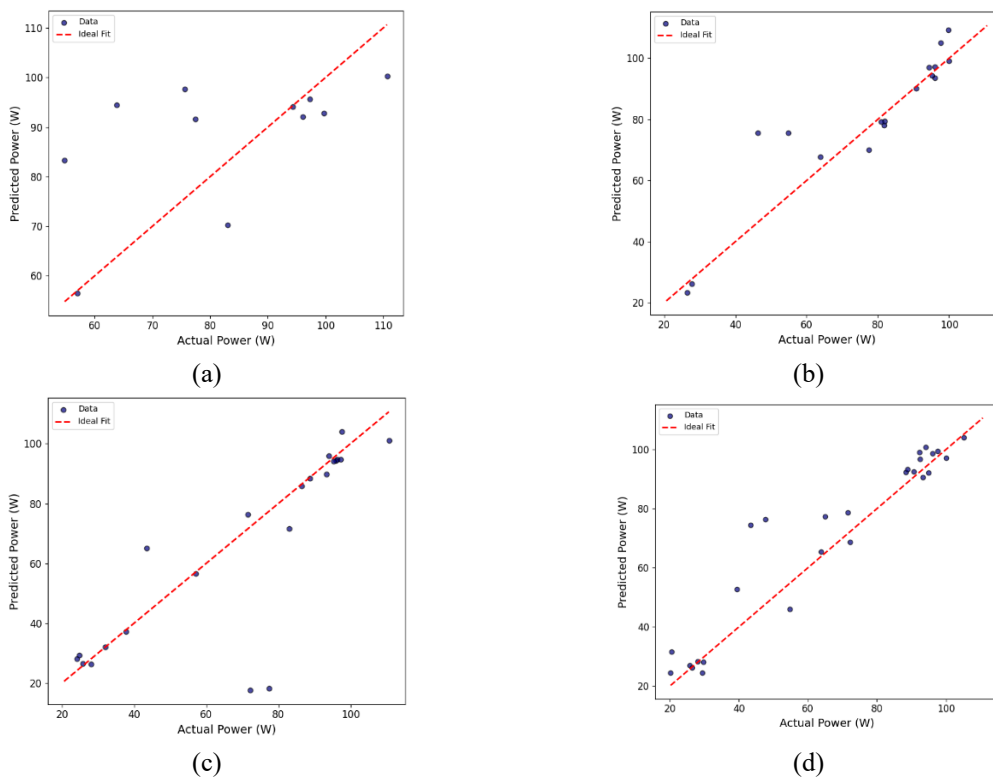 Data
Ideal Fit
110
100
90
80
70
60
Predicted Power (W)
60 70 80 90 100 110
Actual Power (W)
(a)
Data
Ideal Fit
100
80
60
40
20
Predicted Power (W)
20 40 60 80 100
Actual Power (W)
(b)
Data
Ideal Fit
100
80
60
40
20
Predicted Power (W)
20 40 60 80 100
Actual Power (W)
(c)
Data
Ideal Fit
100
80
60
40
20
Predicted Power (W)
20 40 60 80 100
Actual Power (W)
(d)